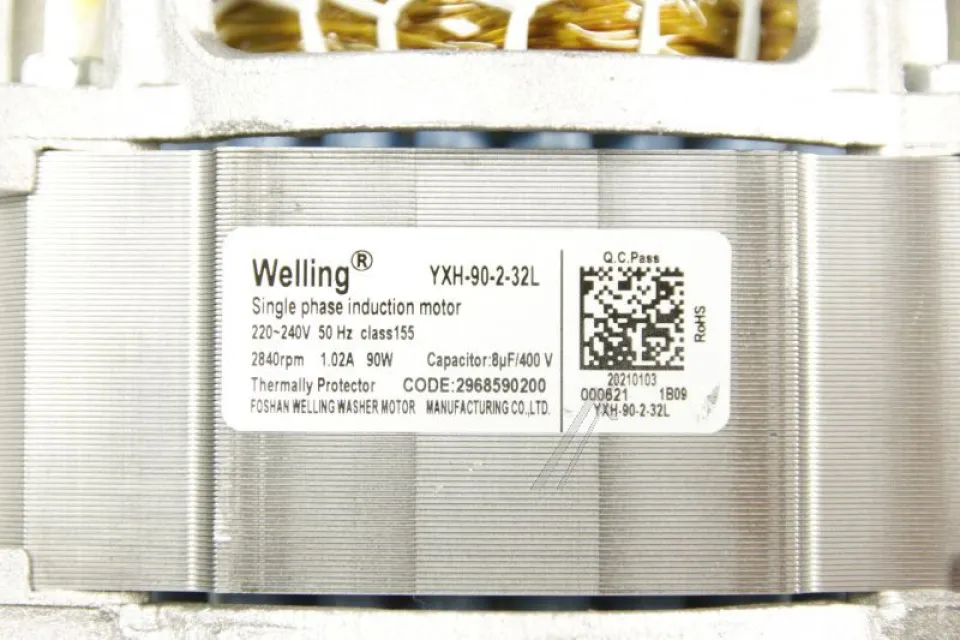 Welling®
YXH-90-2-32L
Single phase induction motor
220~240V 50 Hz class155
2840rpm 1.02A 90W Capacitor:8µF/400 V
Thermally Protector CODE:2968590200
FOSHAN WELLING WASHER MOTOR MANUFACTURING CO.,LTD.
Q.C.Pass
RoHS
20210103
000621 1B09
YXH-90-2-32L